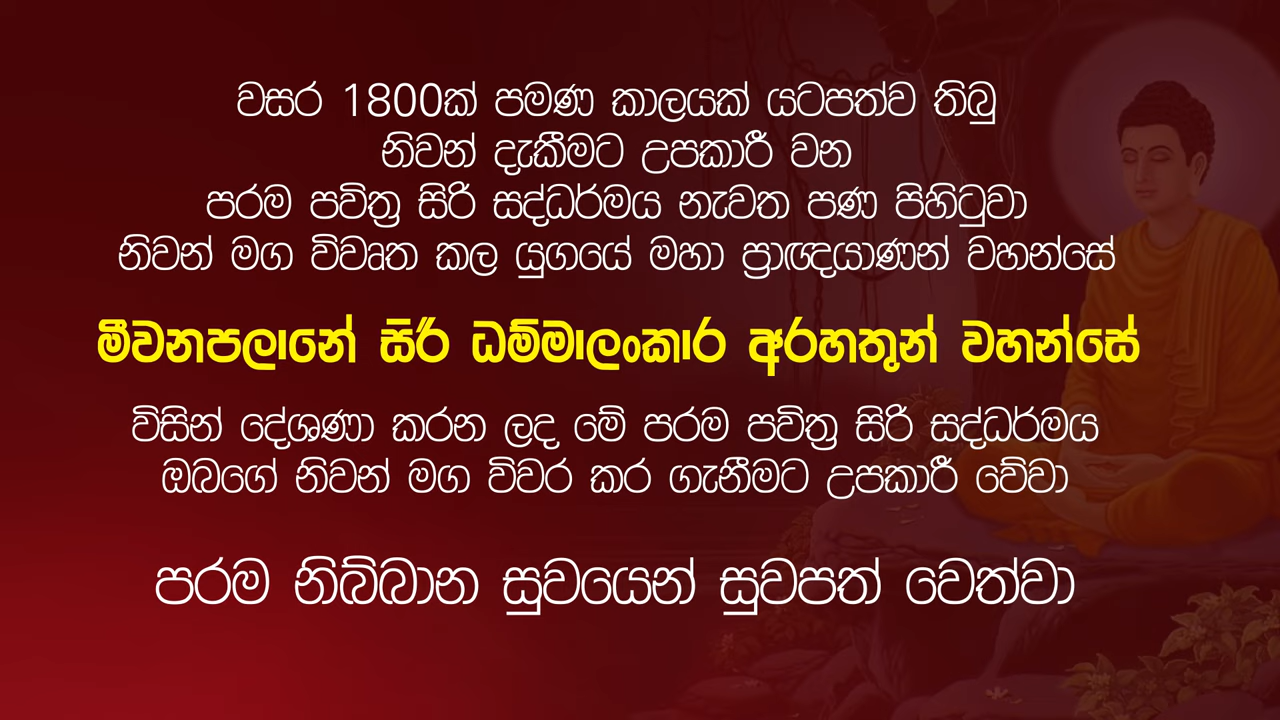 වසර 1800ක් පමණ කාලයක් යටපත්ව තිබු
නිවන් දැකීමට උපකාරී වන
පරම පවිත්‍ර සිරි සද්ධර්මය නැවත පණ පිහිටුවා
නිවන් මග විවෘත කල යුගයේ මහා ප්‍රාඥයාණන් වහන්සේ
මීවනපලානේ සිරි ධම්මාලංකාර අරහතුන් වහන්සේ
විසින් දේශණා කරන ලද මේ පරම පවිත්‍ර සිරි සද්ධර්මය
ඔබගේ නිවන් මග විවර කර ගැනීමට උපකාරී වේවා
පරම නිබ්බාන සුවයෙන් සුවපත් වෙත්වා